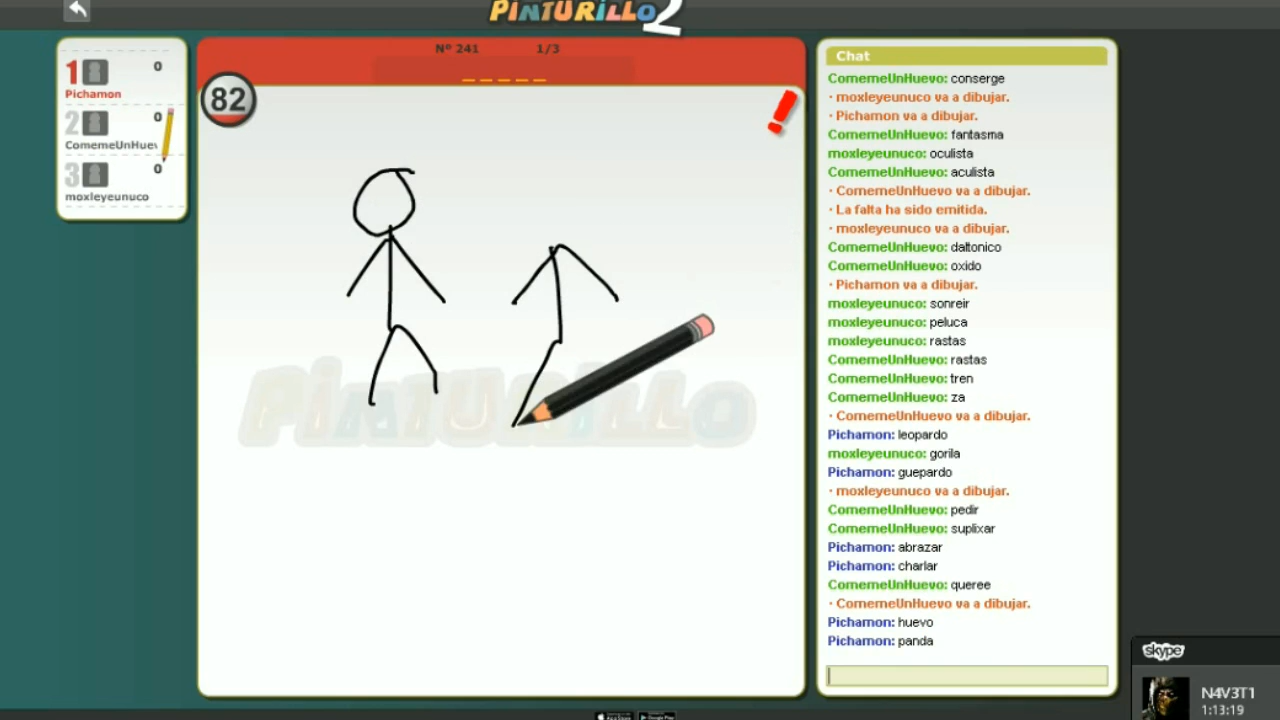 PINTURILLO 2
Nº 241 1/3
82
1 0
Pichamon
2 0
ComemeUnHuev
3 0
moxleyeunuco
PINTURILLO
Chat
ComemeUnHuevo: conserge
· moxleyeunuco va a dibujar.
· Pichamon va a dibujar.
ComemeUnHuevo: fantasma
moxleyeunuco: oculista
ComemeUnHuevo: aculista
· ComemeUnHuevo va a dibujar.
· La falta ha sido emitida.
· moxleyeunuco va a dibujar.
ComemeUnHuevo: daltonico
ComemeUnHuevo: oxido
· Pichamon va a dibujar.
moxleyeunuco: sonreir
moxleyeunuco: peluca
moxleyeunuco: rastas
ComemeUnHuevo: rastas
ComemeUnHuevo: tren
ComemeUnHuevo: za
· ComemeUnHuevo va a dibujar.
Pichamon: leopardo
moxleyeunuco: gorila
Pichamon: guepardo
· moxleyeunuco va a dibujar.
ComemeUnHuevo: pedir
ComemeUnHuevo: suplixar
Pichamon: abrazar
Pichamon: charlar
ComemeUnHuevo: queree
· ComemeUnHuevo va a dibujar.
Pichamon: huevo
Pichamon: panda
skype
N4V3T1
1:13:19
App Store
Google Play